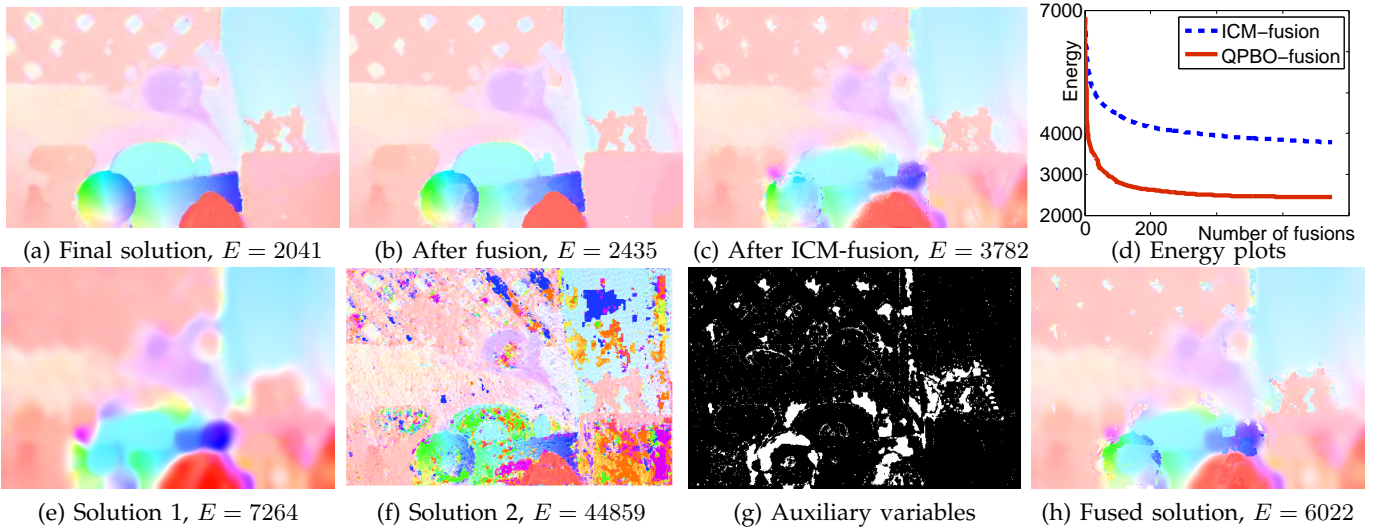 7000
Energy
4000
3000
2000
0
200
Number of fusions
ICM-fusion
QPBO-fusion
(a) Final solution, E = 2041
(b) After fusion, E = 2435
(c) After ICM-fusion, E = 3782
(d) Energy plots
(e) Solution 1, E = 7264
(f) Solution 2, E = 44859
(g) Auxiliary variables
(h) Fused solution, E = 6022